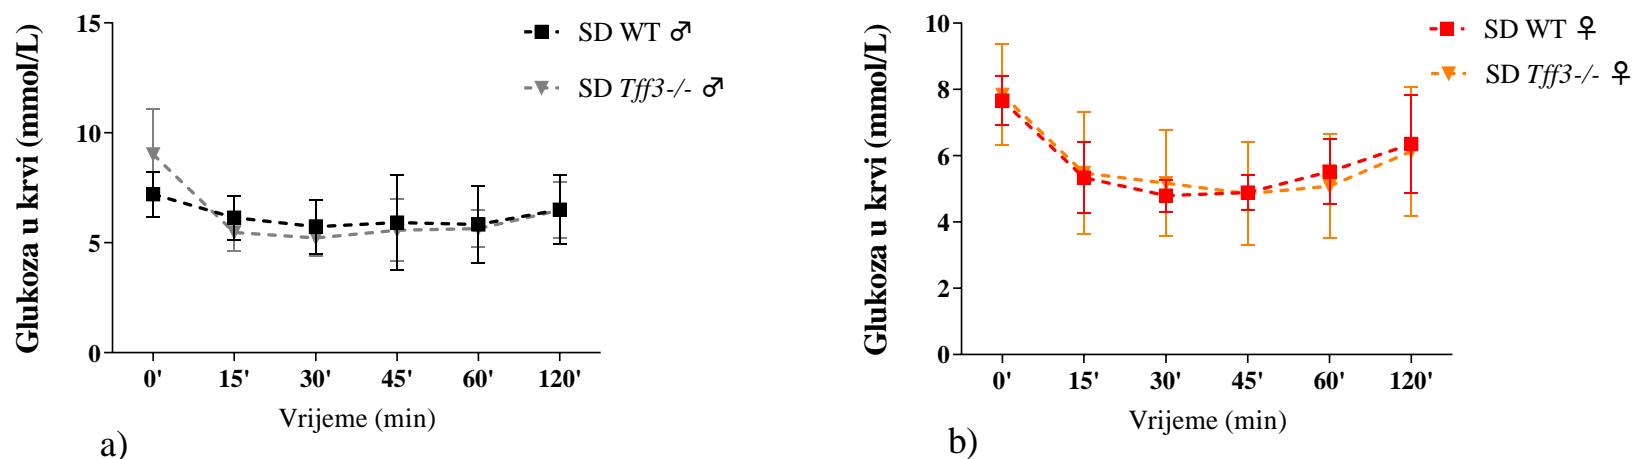 Glukoza u krvi (mmol/L)
15
10
5
0
0' 15' 30' 45' 60' 120'
Vrijeme (min)
SD WT ♂
SD Tff3-/- ♂
a)
Glukoza u krvi (mmol/L)
10
8
6
4
2
0
0' 15' 30' 45' 60' 120'
Vrijeme (min)
SD WT ♀
SD Tff3-/- ♀
b)